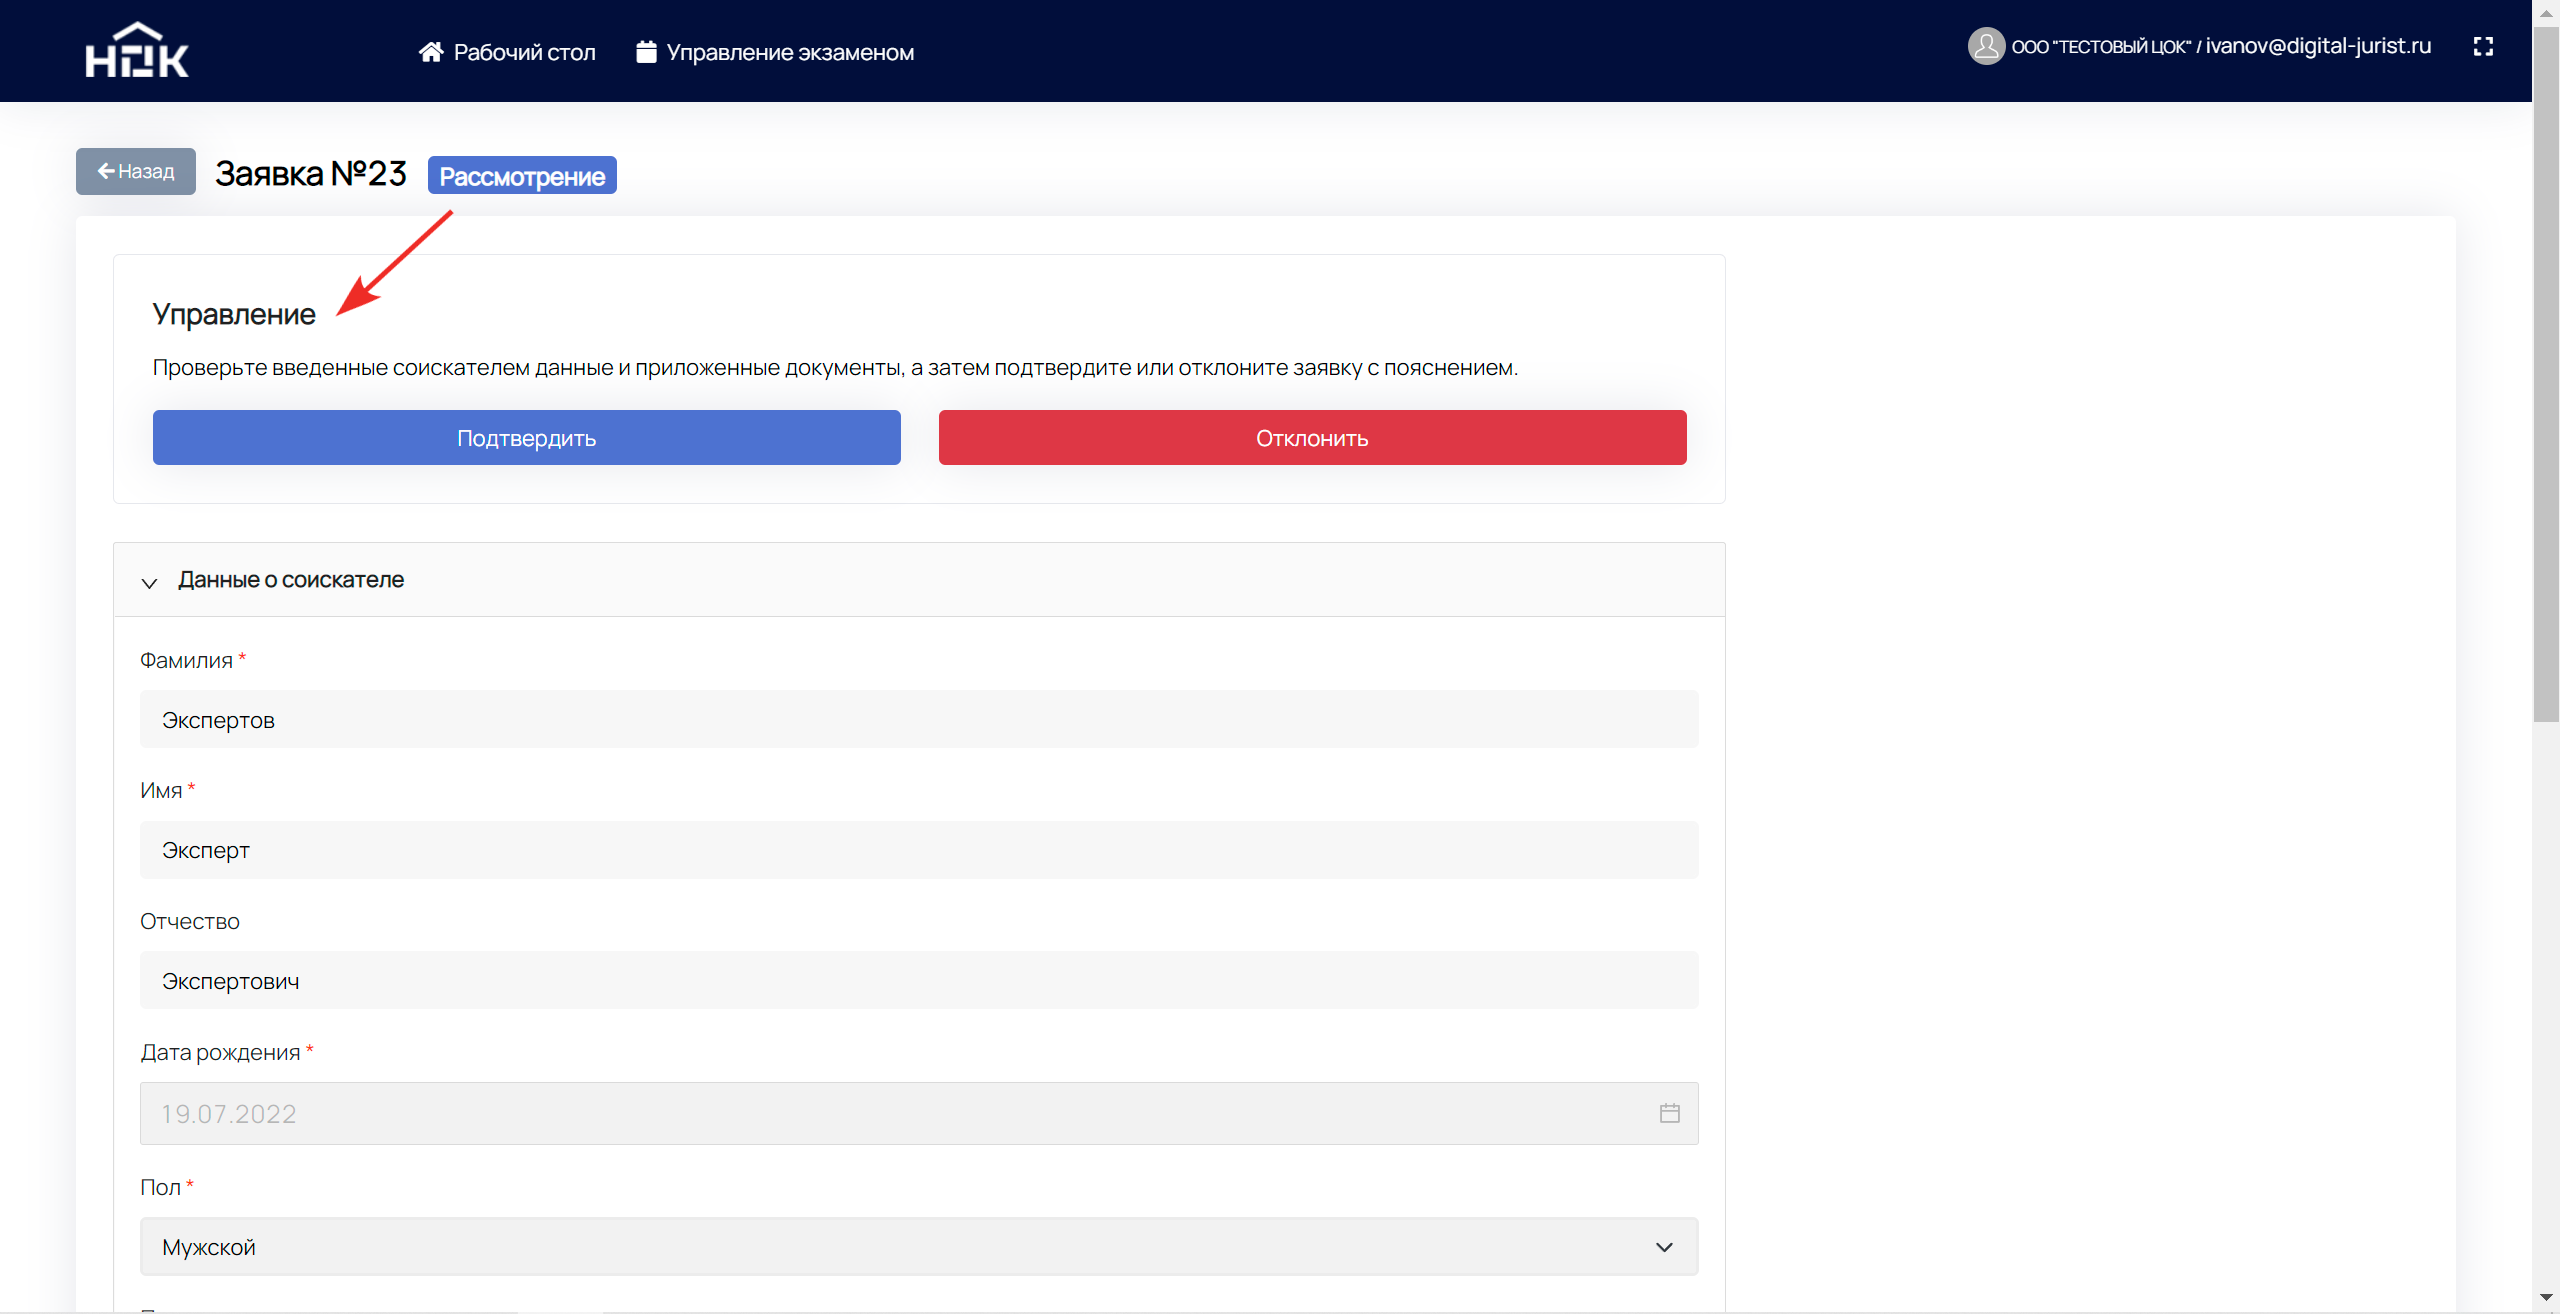 НОК
Рабочий стол
Управление экзаменом
ООО "ТЕСТОВЫЙ ЦОК" / ivanov@digital-jurist.ru
Назад
Заявка №23
Рассмотрение
Управление
Проверьте введенные соискателем данные и приложенные документы, а затем подтвердите или отклоните заявку с пояснением.
Подтвердить
Отклонить
Данные о соискателе
Фамилия *
Экспертов
Имя *
Эксперт
Отчество
Экспертович
Дата рождения *
19.07.2022
Пол *
Мужской